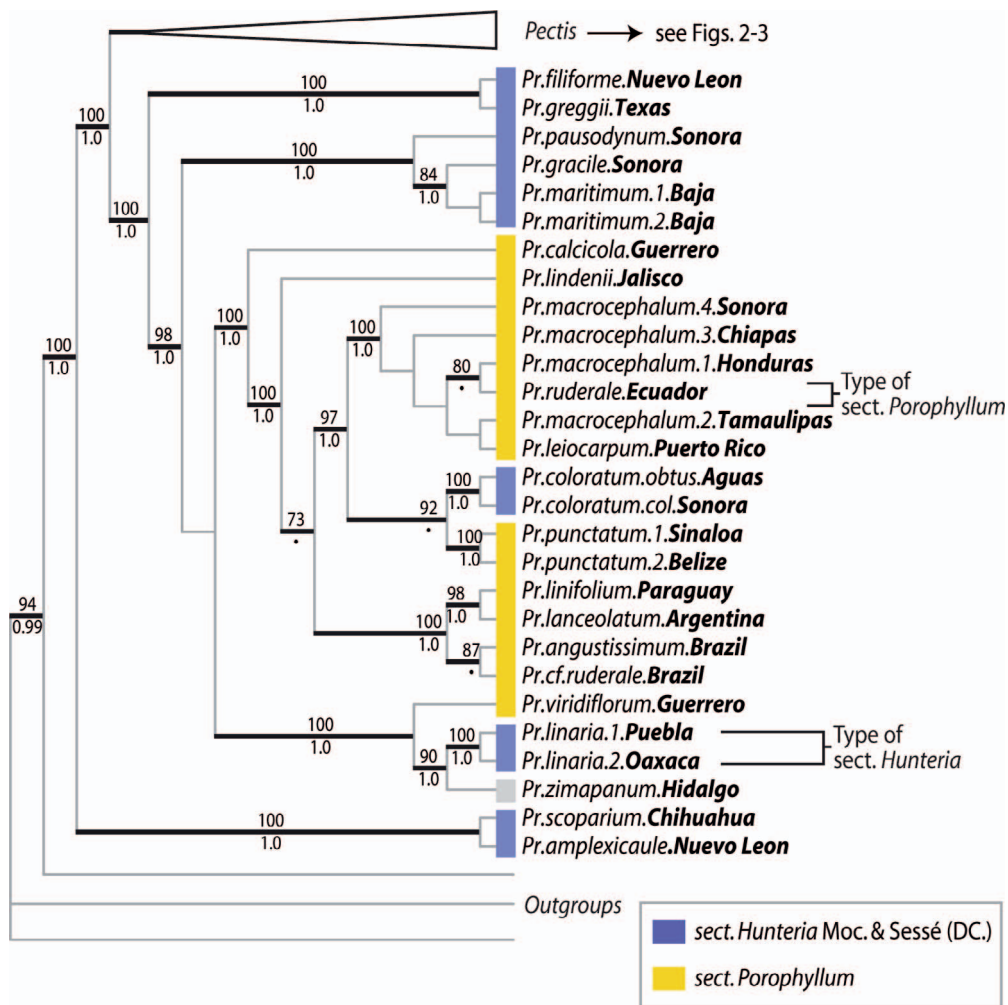 Pectis → see Figs. 2-3
Pr.filiforme.Nuevo Leon
100
1.0
Pr.greggii.Texas
100
1.0
Pr.pausodynum.Sonora
100
1.0
Pr.gracile.Sonora
84
1.0
Pr.maritimum.1.Baja
100
1.0
Pr.maritimum.2.Baja
Pr.calcicola.Guerrero
Pr.lindenii.Jalisco
Pr.macrocephalum.4.Sonora
98
1.0
100
1.0
100
1.0
Pr.macrocephalum.3.Chiapas
100
1.0
Pr.macrocephalum.1.Honduras
80
Pr.ruderale.Ecuador
Type of
sect. Porophyllum
Pr.macrocephalum.2.Tamaulipas
100
1.0
97
1.0
Pr.leiocarpum.Puerto Rico
Pr.coloratum.obtus.Aguas
100
1.0
Pr.coloratum.col.Sonora
73
92
Pr.punctatum.1.Sinaloa
100
1.0
Pr.punctatum.2.Belize
Pr.linifolium.Paraguay
94
0.99
98
1.0
Pr.lanceolatum.Argentina
100
1.0
Pr.angustissimum.Brazil
87
Pr.cf.ruderale.Brazil
Pr.viridiflorum.Guerrero
100
1.0
Pr.linaria.1.Puebla
100
1.0
Type of
sect. Hunteria
Pr.linaria.2.Oaxaca
90
1.0
Pr.zimapanum.Hidalgo
Pr.scoparium.Chihuahua
100
1.0
Pr.amplexicaule.Nuevo Leon
Outgroups
sect. Hunteria Moc. & Sessé (DC.)
sect. Porophyllum